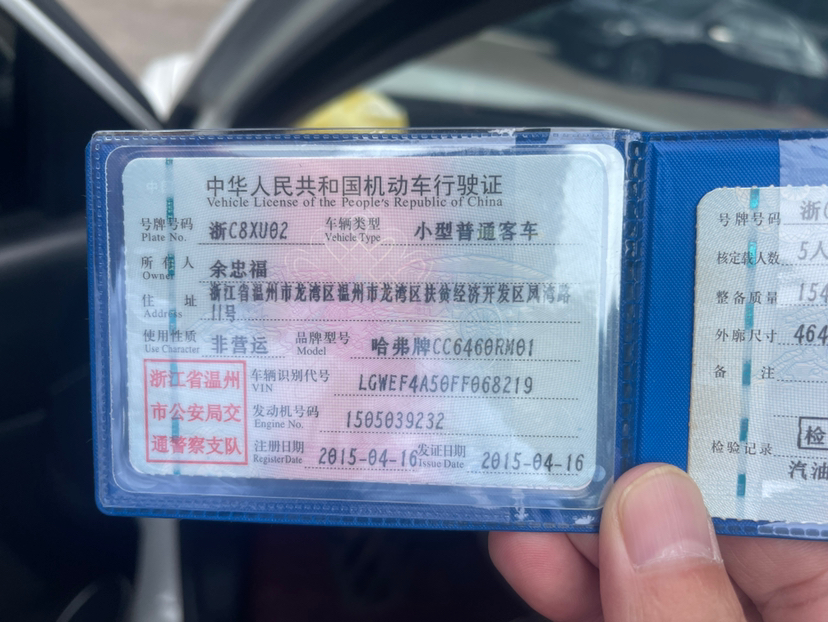 中华人民共和国机动车行驶证
Vehicle License of the People's Republic of China
号牌号码 浙C8XU02 车辆类型 小型普通客车
Plate No. Vehicle Type
所有人 余忠福
Owner
住址 浙江省温州市龙湾区温州市龙湾区扶贫经济开发区凤湾路
Address 11号
使用性质 非营运 品牌型号 哈弗牌CC6460RM01
Use Character Model
浙江省温州
市公安局交
通警察支队
车辆识别代号 LGWEF4A50FF068219
VIN
发动机号码 1505039232
Engine No.
注册日期 2015-04-16 发证日期 2015-04-16
Register Date Issue Date
号牌号码 浙
核定载人数 5人
整备质量 154
外廓尺寸 464
备注
检验记录 检
汽油